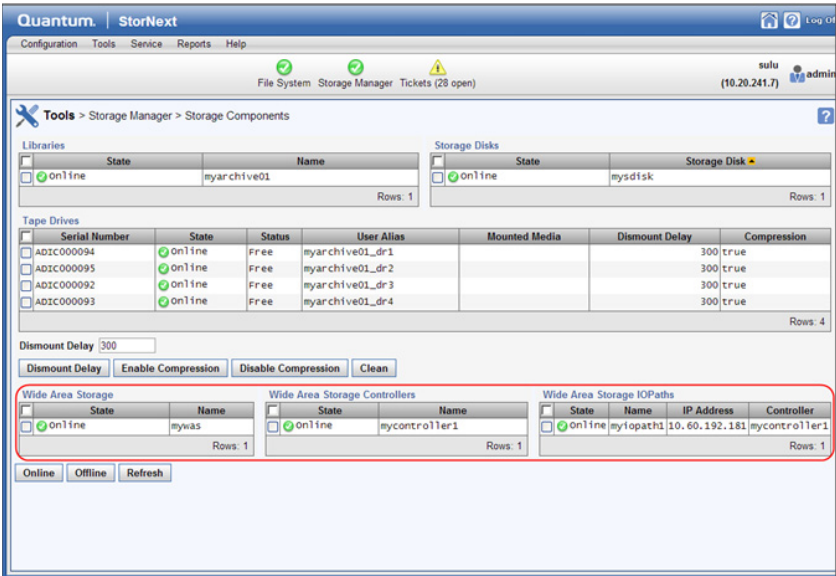 Quantum. | StorNext
Log Of
Configuration Tools Service Reports Help
File System Storage Manager Tickets (28 open)
sulu
(10.20.241.7)
admin
Tools > Storage Manager > Storage Components
?
Libraries
State Name
Online myarchive01
Rows: 1
Storage Disks
State Storage Disk
Online mysdisk
Rows: 1
Tape Drives
Serial Number State Status User Alias Mounted Media Dismount Delay Compression
ADIC000094 Online Free myarchive01_dr1 300 true
ADIC000095 Online Free myarchive01_dr2 300 true
ADIC000092 Online Free myarchive01_dr3 300 true
ADIC000093 Online Free myarchive01_dr4 300 true
Rows: 4
Dismount Delay 300
Dismount Delay Enable Compression Disable Compression Clean
Wide Area Storage
State Name
Online mywas
Rows: 1
Wide Area Storage Controllers
State Name
Online mycontroller1
Rows: 1
Wide Area Storage IOPaths
State Name IP Address Controller
Online myiopath1 10.60.192.181 mycontroller1
Rows: 1
Online Offline Refresh